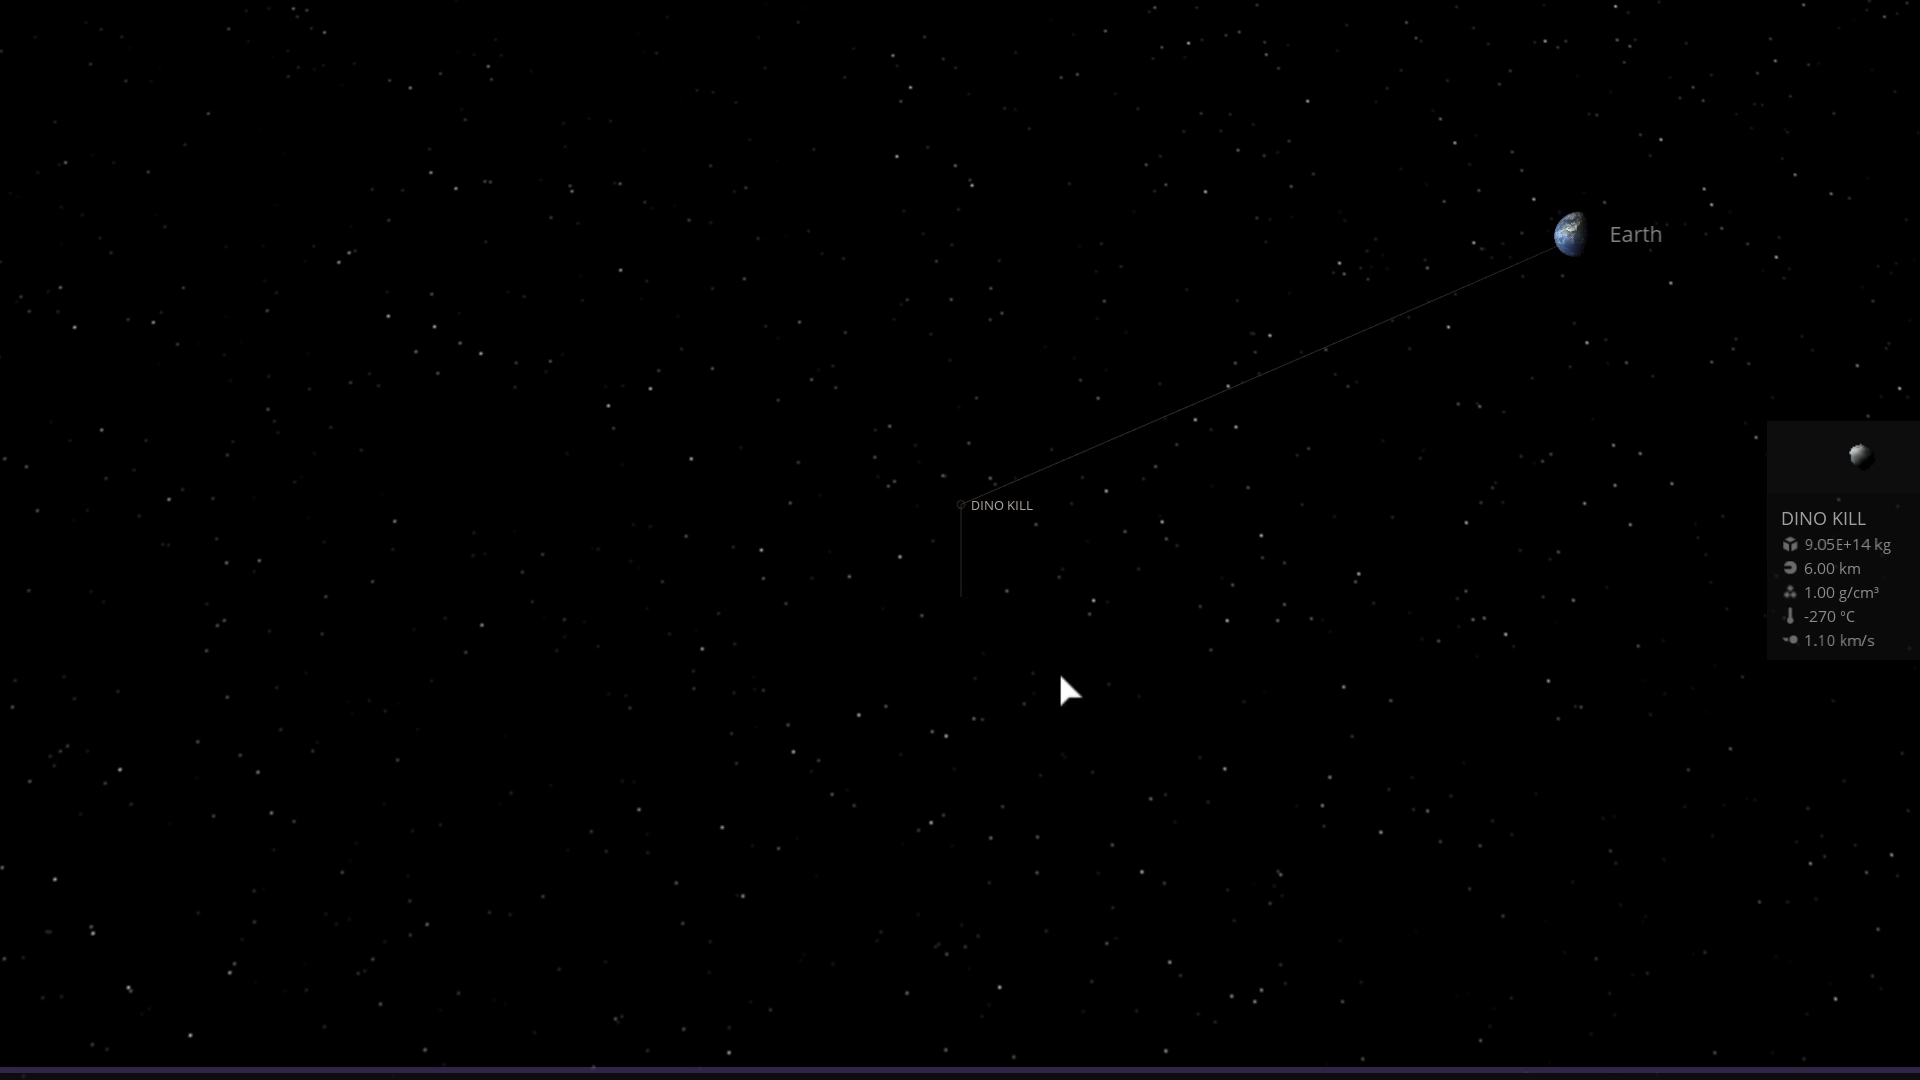 Earth
DINO KILL
DINO KILL
9.05E+14 kg
6.00 km
1.00 g/cm³
-270 °C
1.10 km/s